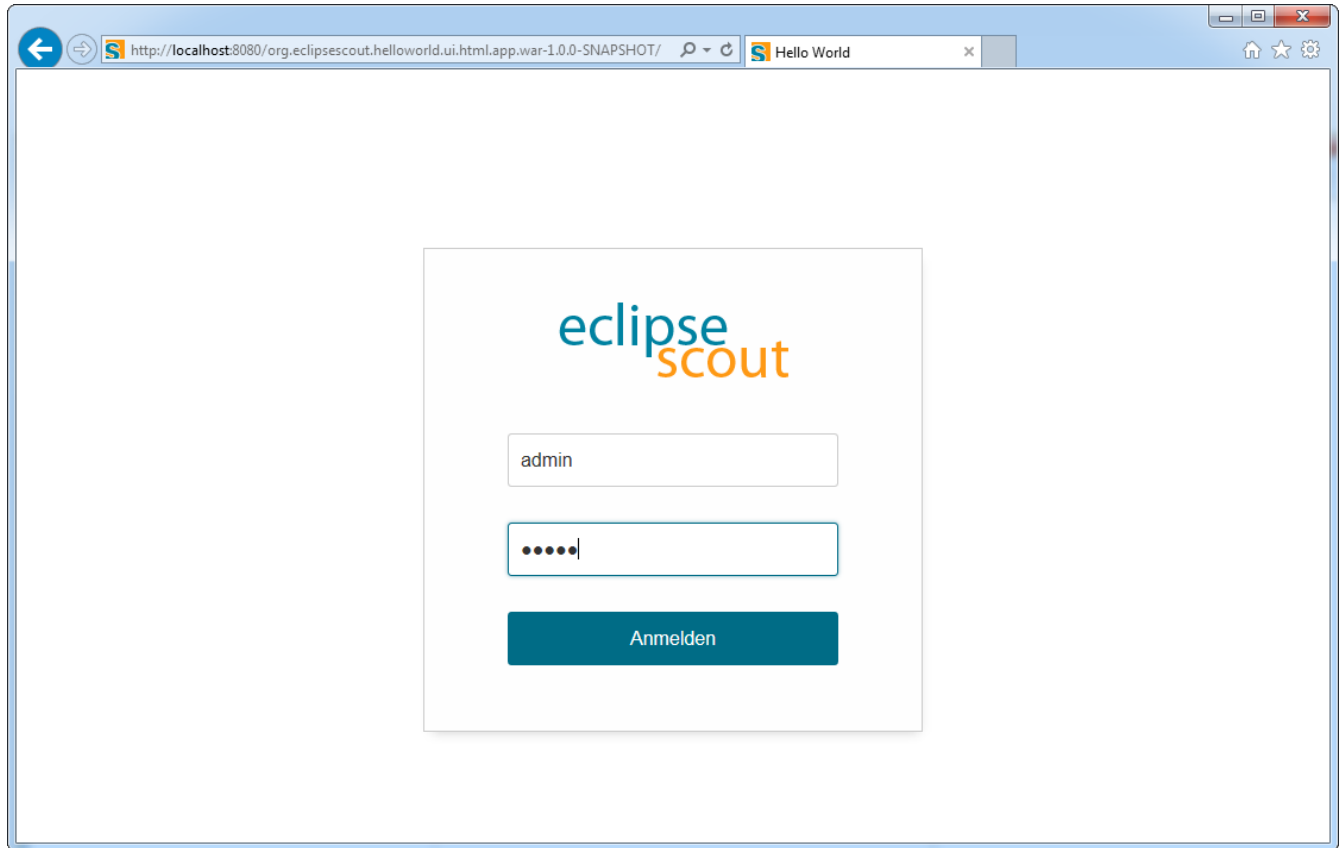 http://localhost:8080/org.eclipsescout.helloworld.ui.html.app.war-1.0.0-SNAPSHOT/
Hello World
eclipse
scout
admin
●●●●●
Anmelden